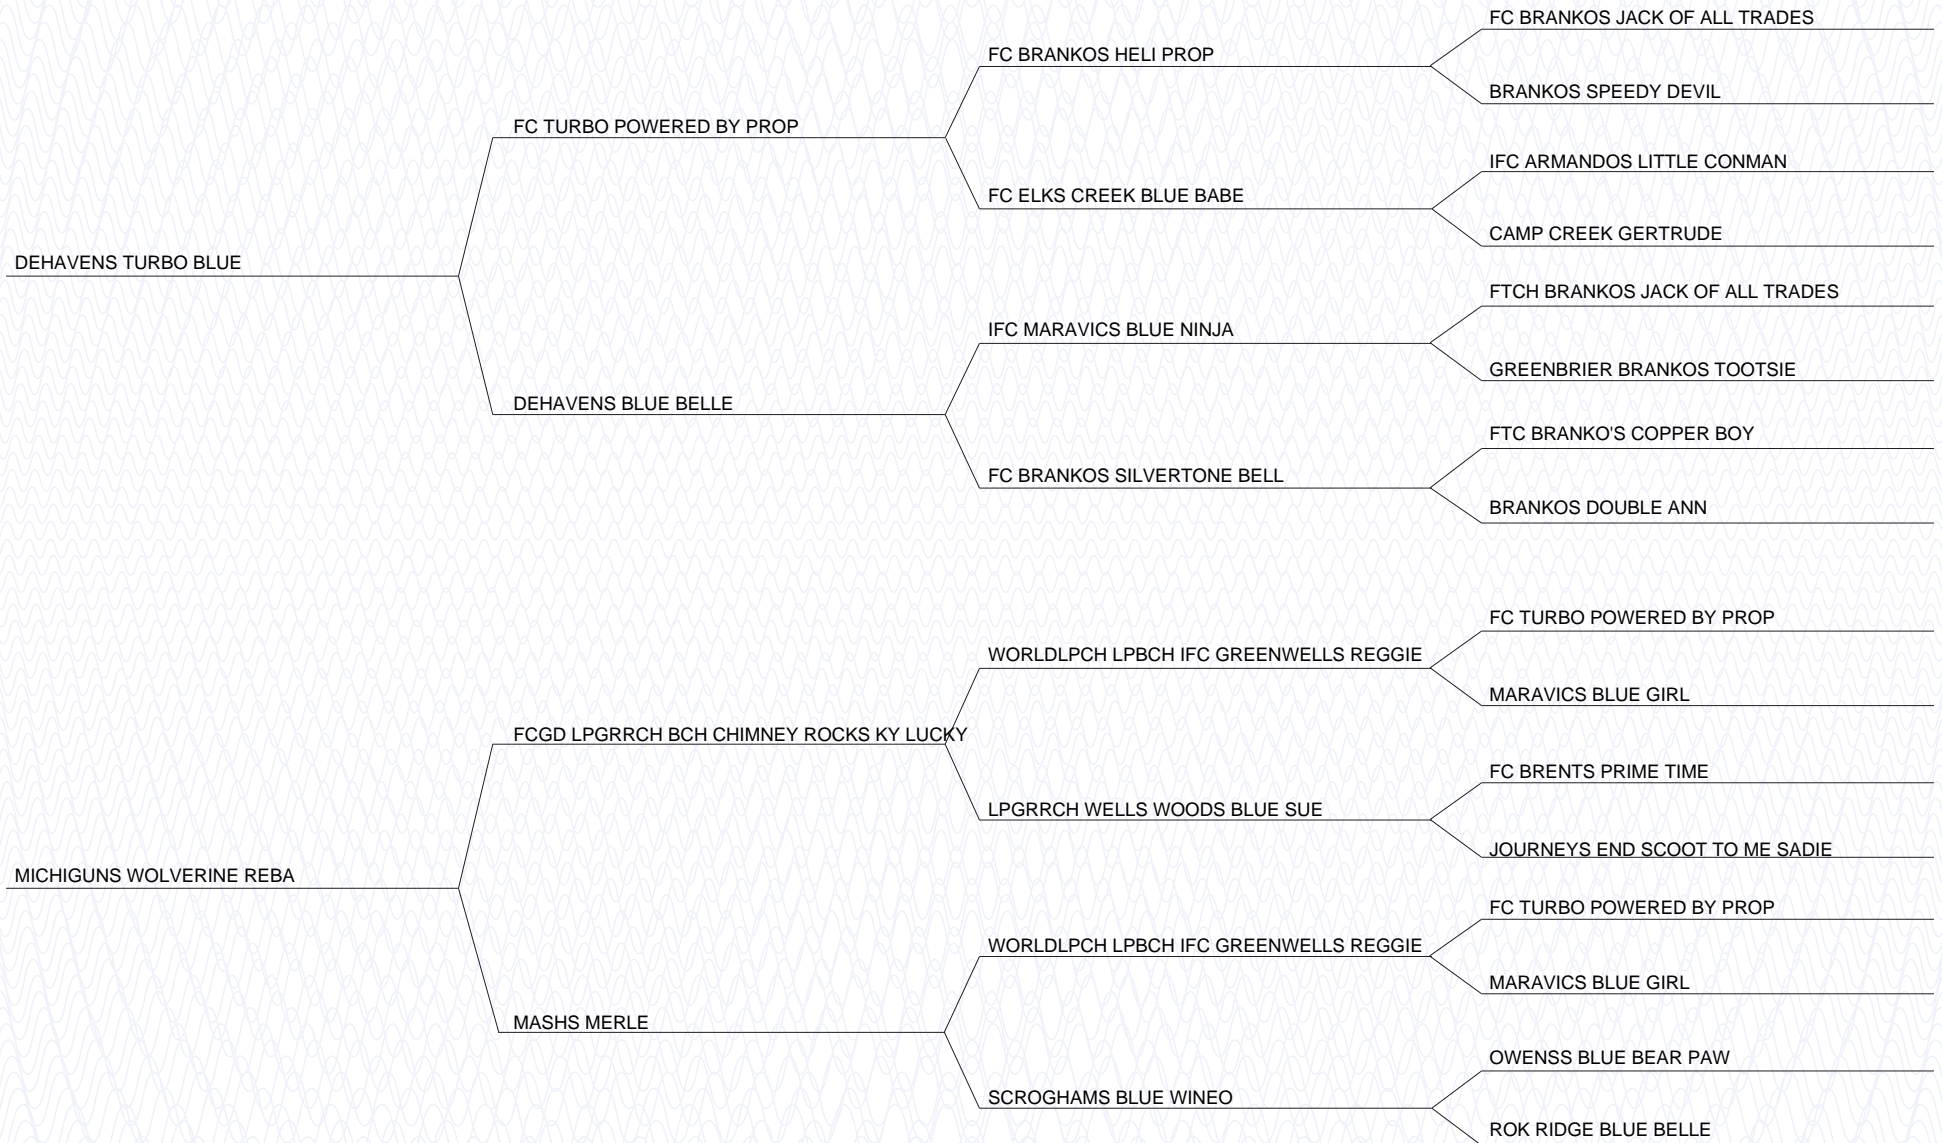 FC BRANKOS JACK OF ALL TRADES
FC BRANKOS HELI PROP
BRANKOS SPEEDY DEVIL
FC TURBO POWERED BY PROP
IFC ARMANDOS LITTLE CONMAN
FC ELKS CREEK BLUE BABE
CAMP CREEK GERTRUDE
DEHAVENS TURBO BLUE
FTCH BRANKOS JACK OF ALL TRADES
IFC MARAVICS BLUE NINJA
GREENBRIER BRANKOS TOOTSIE
DEHAVENS BLUE BELLE
FTC BRANKO'S COPPER BOY
FC BRANKOS SILVERTONE BELL
BRANKOS DOUBLE ANN
FC TURBO POWERED BY PROP
WORLDLPCH LPBCH IFC GREENWELLS REGGIE
MARAVICS BLUE GIRL
FCGD LPGRRCH BCH CHIMNEY ROCKS KY LUCKY
FC BRENTS PRIME TIME
LPGRRCH WELLS WOODS BLUE SUE
JOURNEYS END SCOOT TO ME SADIE
MICHIGUNS WOLVERINE REBA
FC TURBO POWERED BY PROP
WORLDLPCH LPBCH IFC GREENWELLS REGGIE
MARAVICS BLUE GIRL
MASHS MERLE
OWENSS BLUE BEAR PAW
SCROGHAMS BLUE WINEO
ROK RIDGE BLUE BELLE